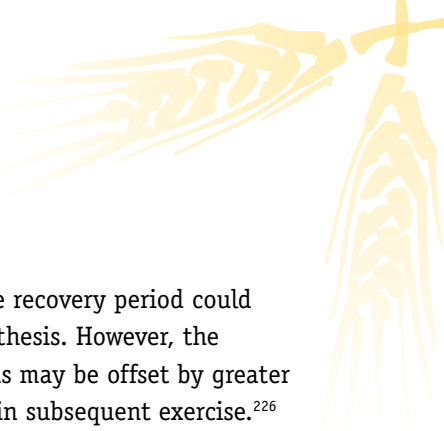 e recovery period could
thesis. However, the
s may be offset by greater
in subsequent exercise.226